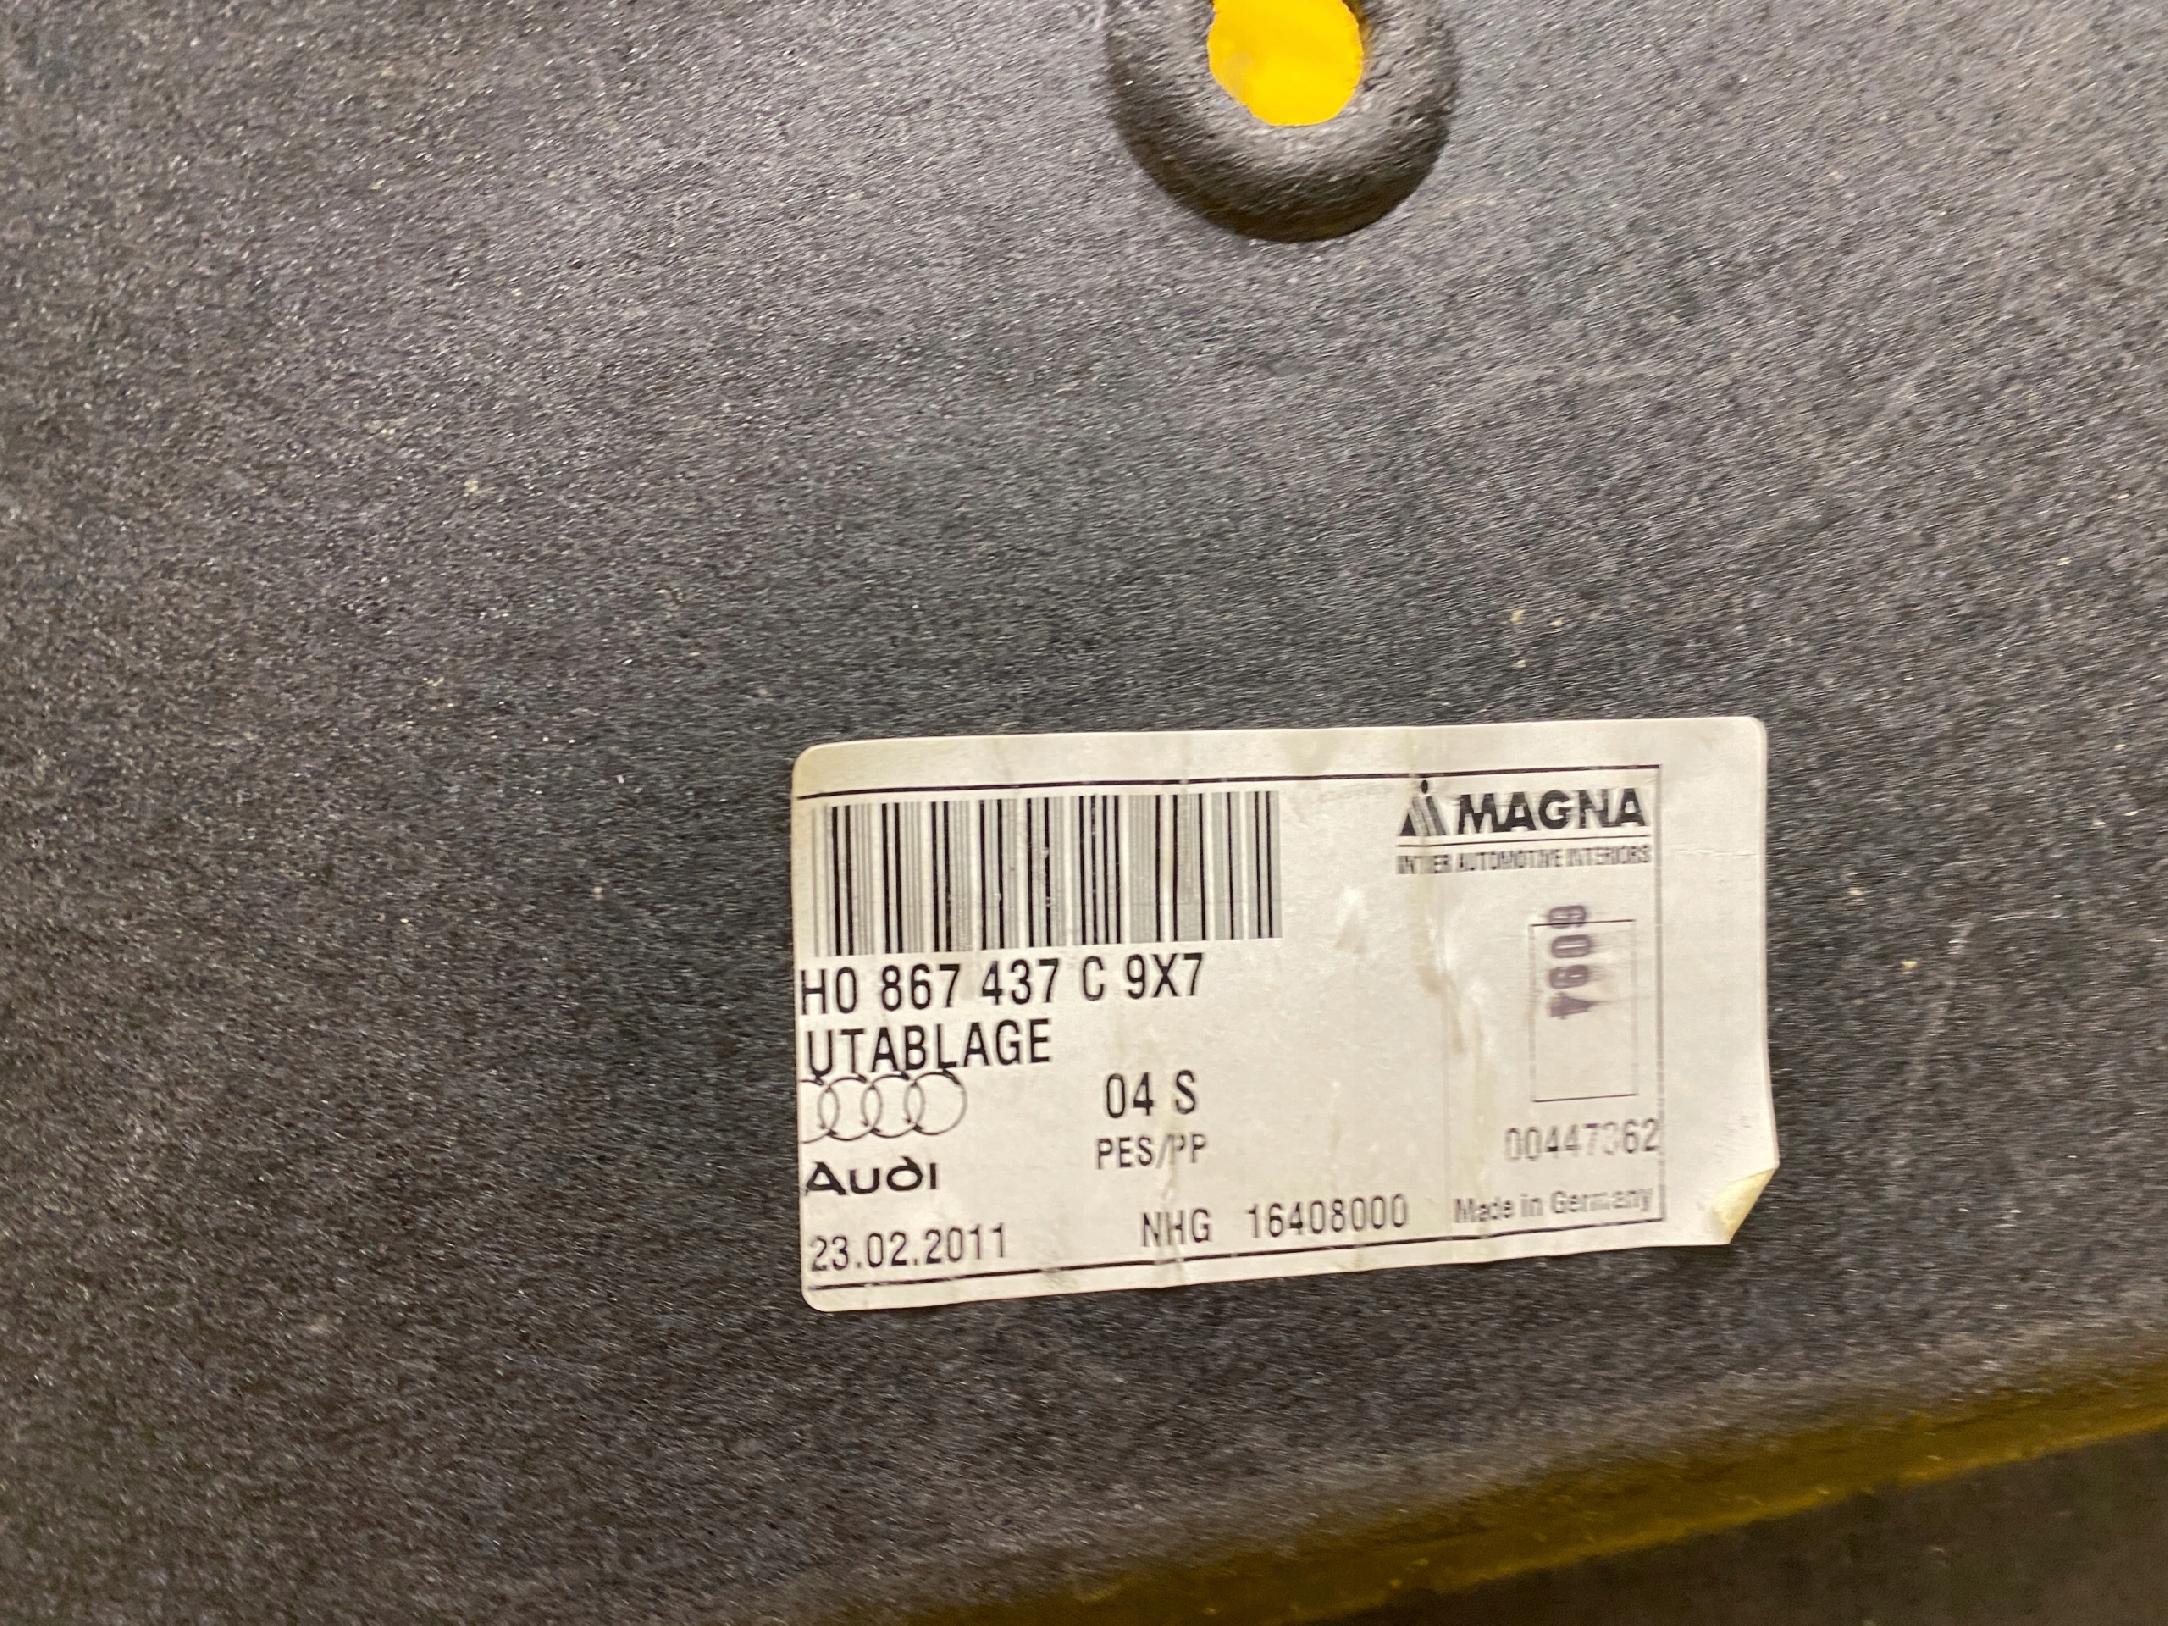 MAGNA
INTIER AUTOMOTIVE INTERIORS
H0 867 437 C 9X7
UTABLAGE
04 S
PES/PP
Audi
00447362
23.02.2011 NHG 16408000 Made in Germany